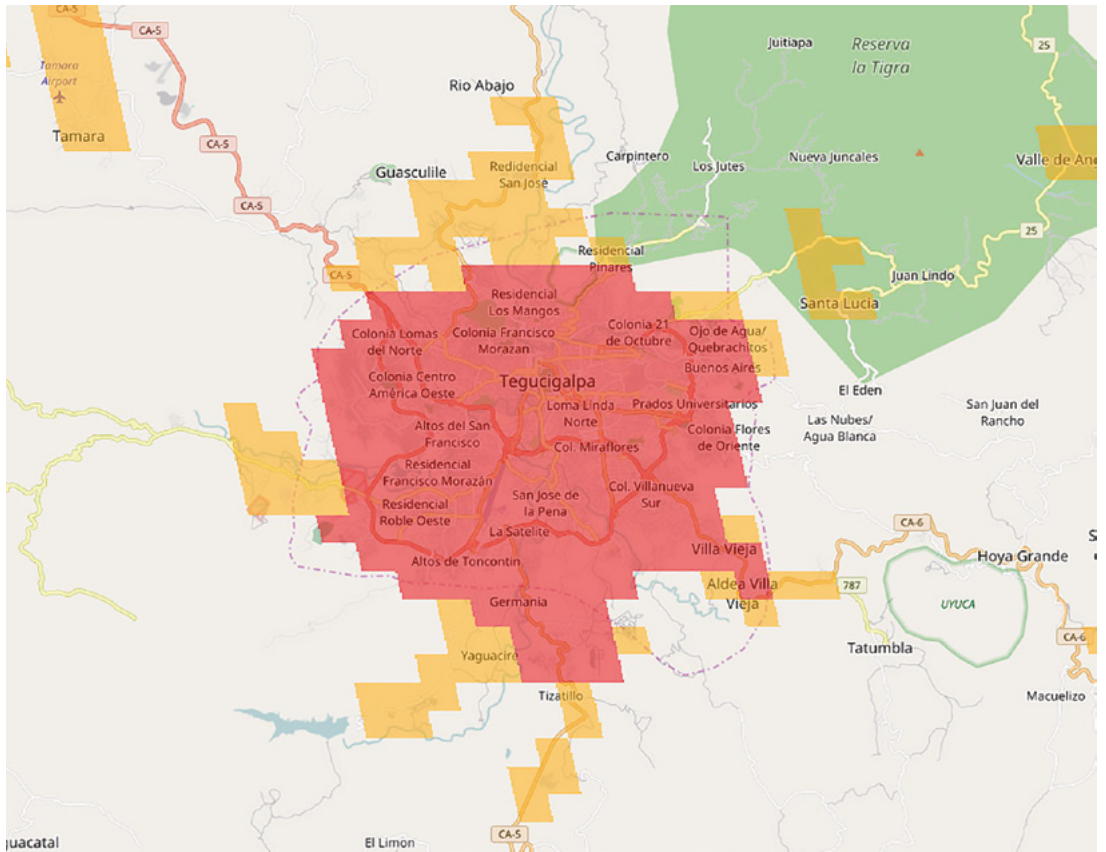 CA-5
CA-5
Juitiapa
Reserva
la Tigra
25
Tamara
Airport
Rio Abajo
Tamara
CA-5
Carpintero
Los Jutes
Nueva Juncales
Valle de Ang
Guasculile
Redidencial
San José
CA-5
25
Residencial
Pinares
CA-5
Juan Lindo
Santa Lucia
Residencial
Los Mangos
Colonia Lomas
del Norte
Colonia Francisco
Morazan
Colonia 21
de Octubre
Ojo de Agua/
Quebrachitos
Buenos Aires
Colonia Centro
América Oeste
Tegucigalpa
El Eden
Loma Linda
Norte
Prados Universitarios
San Juan del
Rancho
Las Nubes/
Agua Blanca
Altos del San
Francisco
Colonia Flores
de Oriente
Col. Miraflores
Residencial
Francisco Morazán
Col. Villanueva
Sur
San Jose de
la Pena
Residencial
Roble Oeste
La Satelite
CA-6
Villa Vieja
Hoya Grande
S
Altos de Toncontin
Aldea Villa
Vieja
787
Germania
UYUCA
CA-6
Yaguacire
Tatumbla
Tizatillo
Macuelizo
CA-5
guacatal
El Limón